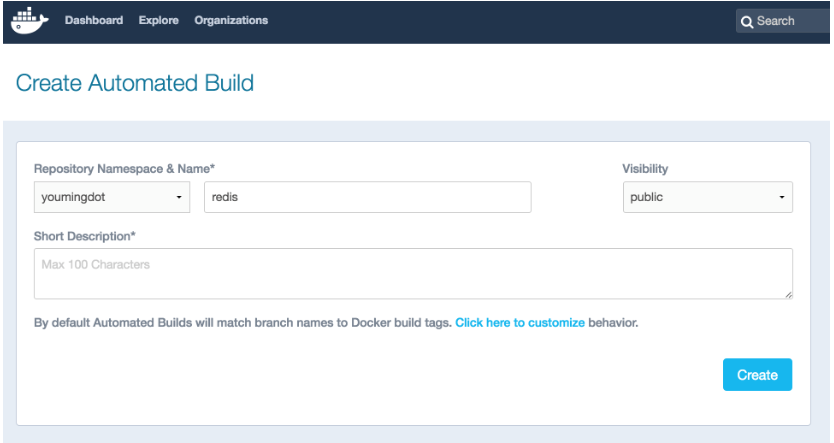 Dashboard Explore Organizations Search
Create Automated Build
Repository Namespace & Name* Visibility
youmingdot redis public
Short Description*
Max 100 Characters
By default Automated Builds will match branch names to Docker build tags. Click here to customize behavior.
Create